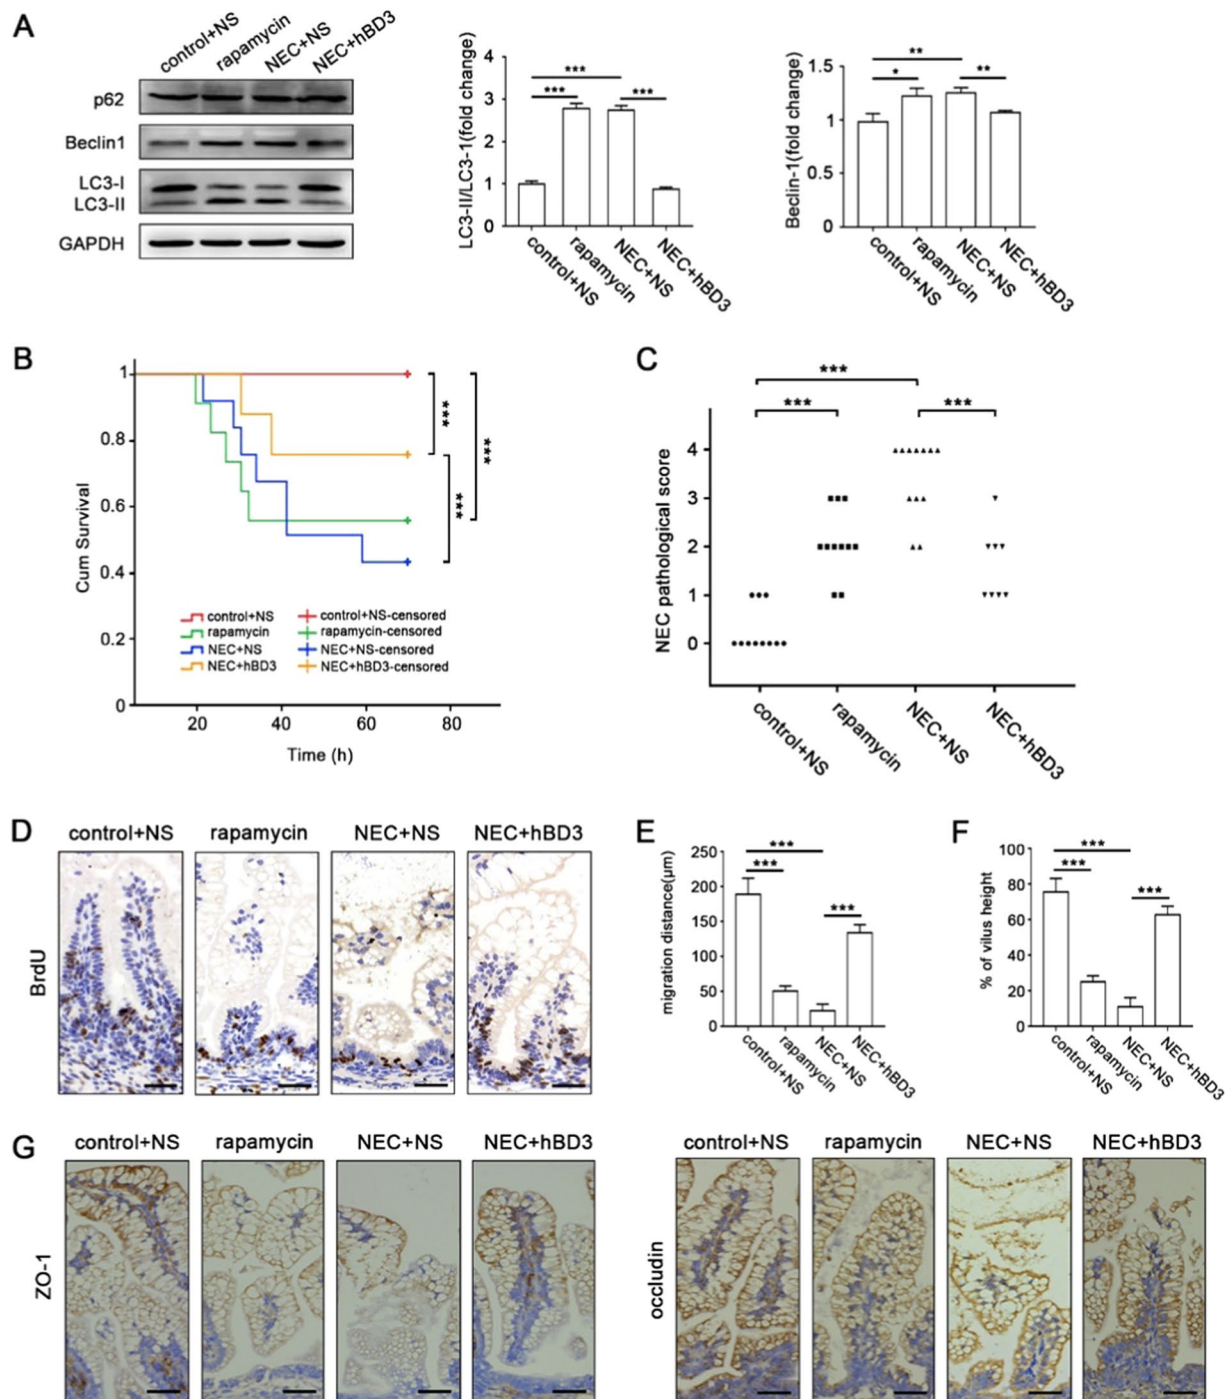 A
control+NS
rapamycin
NEC+NS
NEC+hBD3
p62
Beclin1
LC3-I
LC3-II
GAPDH
LC3-II/LC3-1(fold change)
4
3
2
1
0
***
***
***
control+NS
rapamycin
NEC+NS
NEC+hBD3
Beclin-1(fold change)
1.5
1
0.5
0
**
*
**
control+NS
rapamycin
NEC+NS
NEC+hBD3
B
Cum Survival
1
0.8
0.6
0.4
0.2
0
20
40
60
80
Time (h)
***
***
***
control+NS
control+NS-censored
rapamycin
rapamycin-censored
NEC+NS
NEC+NS-censored
NEC+hBD3
NEC+hBD3-censored
C
NEC pathological score
4
3
2
1
0
***
***
***
control+NS
rapamycin
NEC+NS
NEC+hBD3
D
control+NS
rapamycin
NEC+NS
NEC+hBD3
BrdU
E
migration distance(μm)
250
200
150
100
50
0
***
***
***
control+NS
rapamycin
NEC+NS
NEC+hBD3
F
% of vilus height
100
80
60
40
20
0
***
***
***
control+NS
rapamycin
NEC+NS
NEC+hBD3
G
control+NS
rapamycin
NEC+NS
NEC+hBD3
ZO-1
control+NS
rapamycin
NEC+NS
NEC+hBD3
occludin